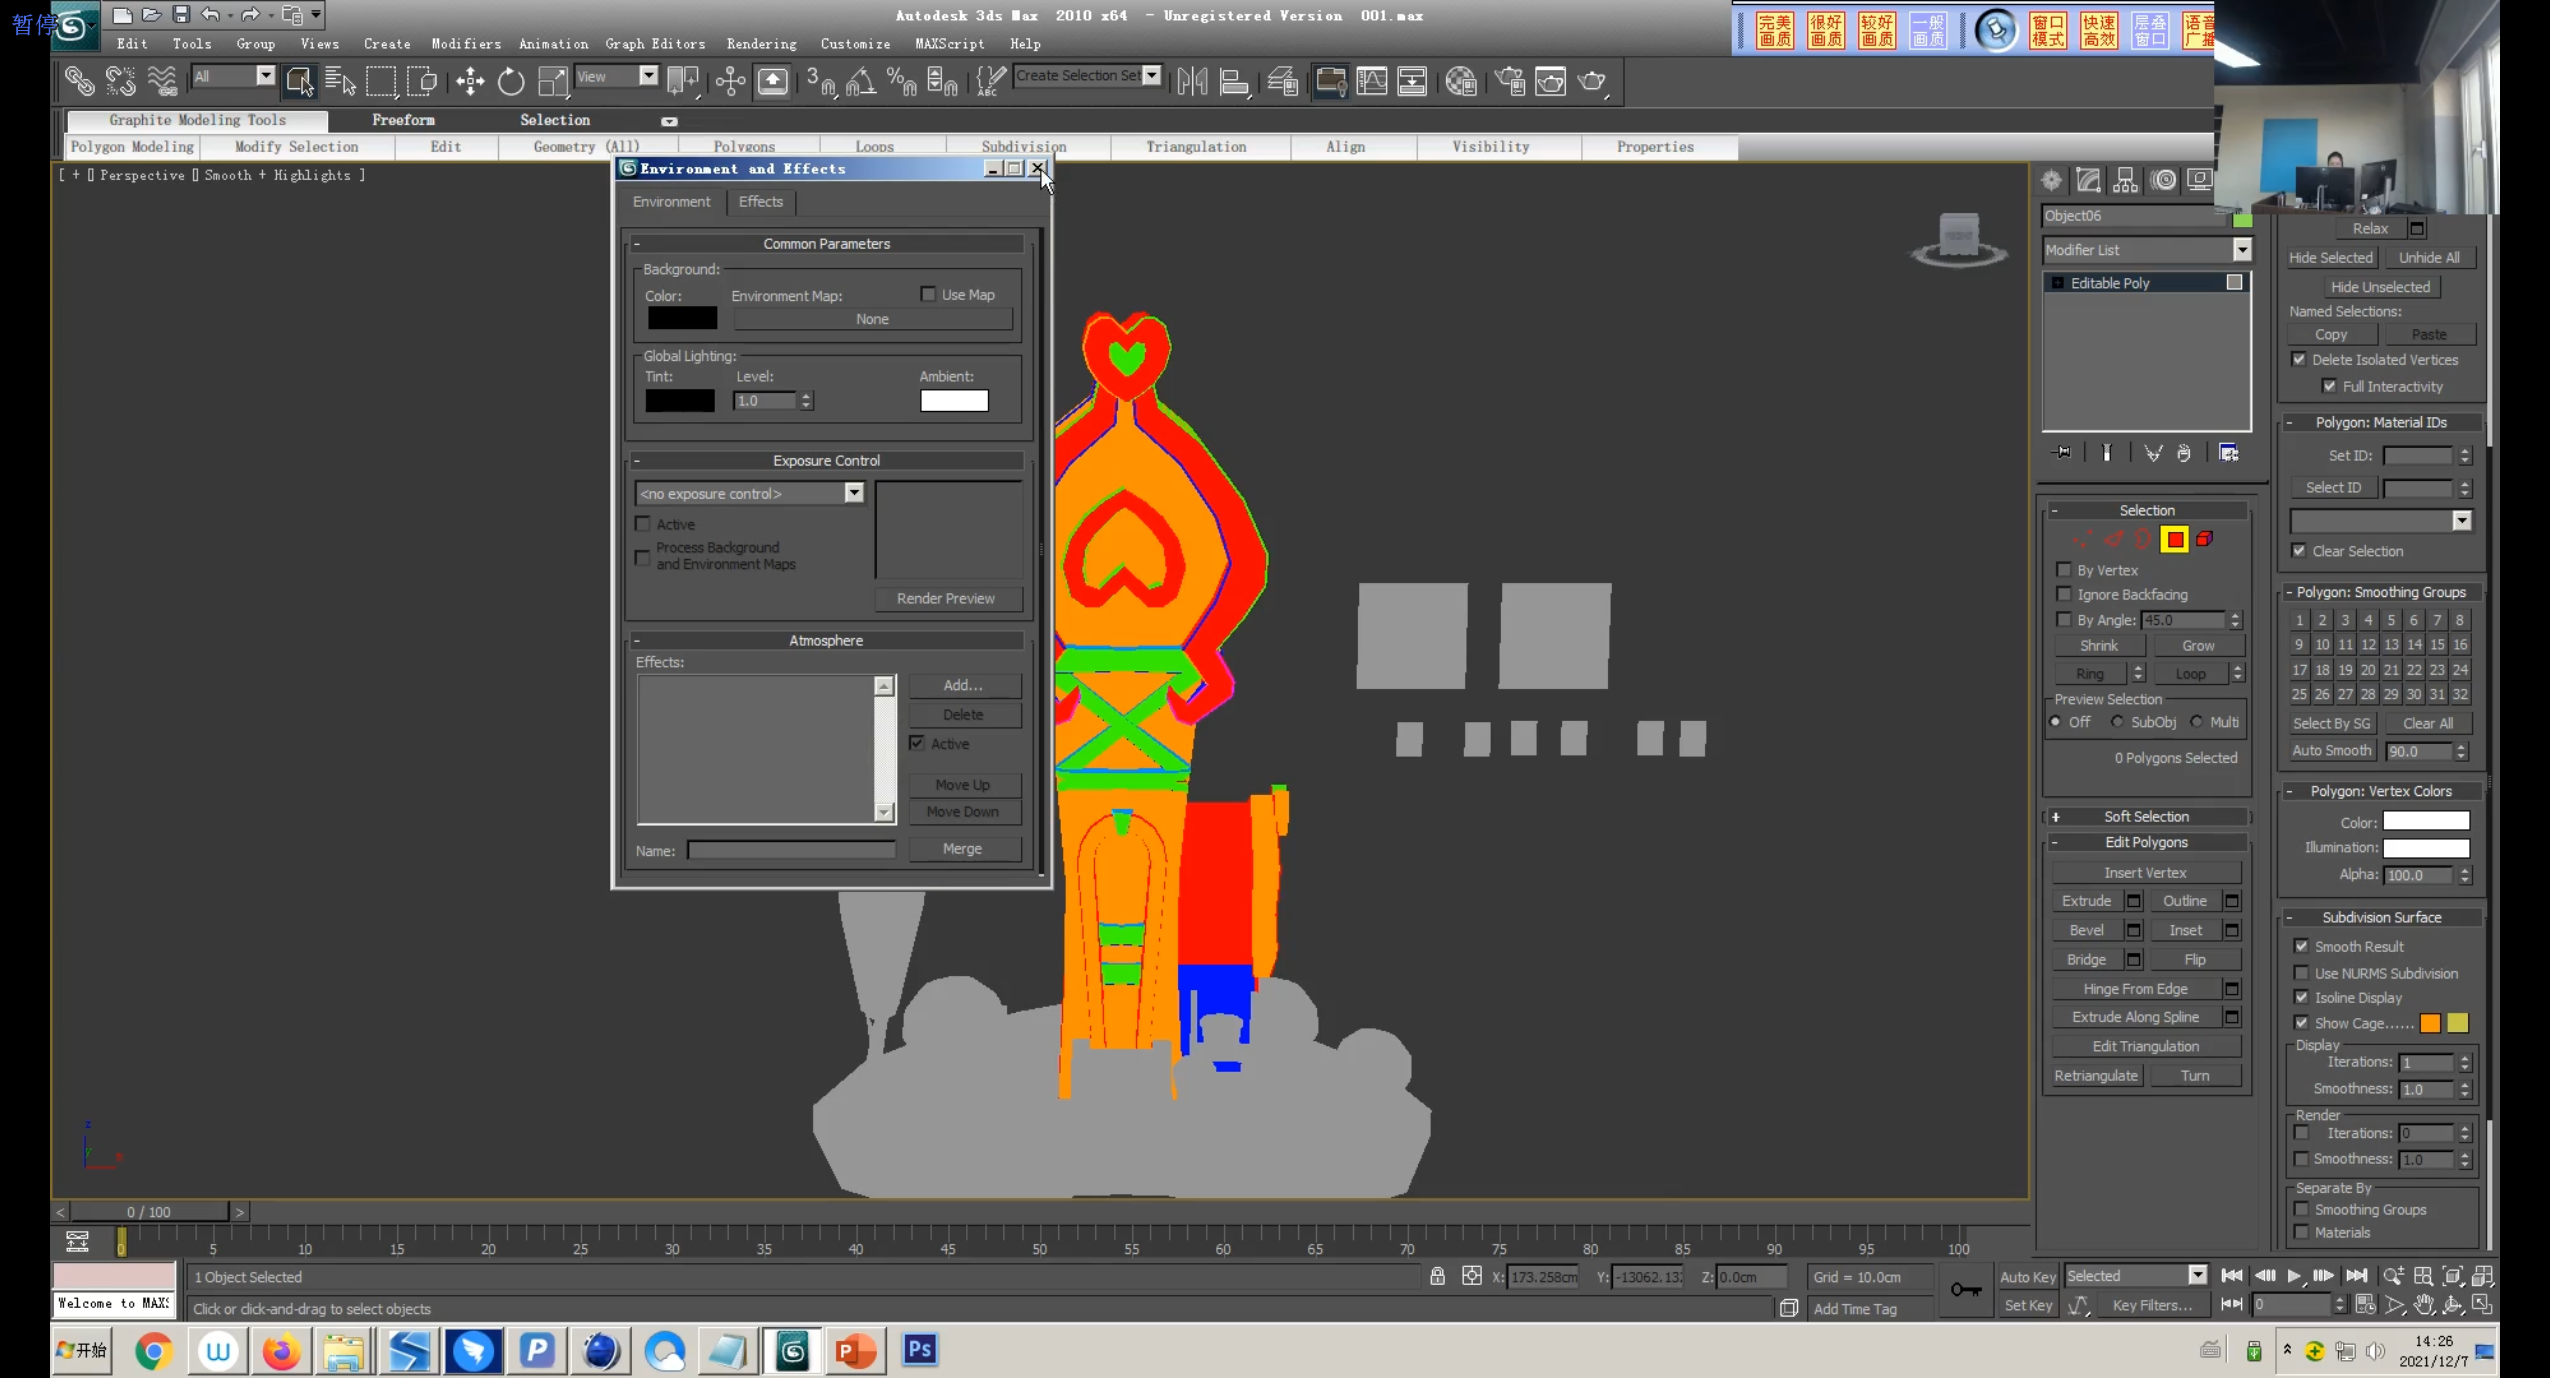 暂停
Autodesk 3ds Max 2010 x64 - Unregistered Version 001.max
完美画质 很好画质 较好画质 一般画质 窗口模式 快速高效 层叠窗口 语音广播
Edit Tools Group Views Create Modifiers Animation Graph Editors Rendering Customize MAXScript Help
All View Create Selection Set
Graphite Modeling Tools Freeform Selection
Polygon Modeling Modify Selection Edit Geometry (All) Polygons Loops Subdivision Triangulation Align Visibility Properties
[ + ] Perspective [] Smooth + Highlights ]
Environment and Effects
Environment Effects
- Common Parameters
Background:
Color: Environment Map: Use Map
None
Global Lighting:
Tint: Level: Ambient:
1.0
- Exposure Control
<no exposure control>
Active
Process Background
and Environment Maps
Render Preview
- Atmosphere
Effects:
Add...
Delete
Active
Move Up
Move Down
Name: Merge
Object06
Modifier List
Editable Poly
- Selection
By Vertex
Ignore Backfacing
By Angle: 45.0
Shrink Grow
Ring Loop
Preview Selection
Off SubObj Multi
0 Polygons Selected
+ Soft Selection
- Edit Polygons
Insert Vertex
Extrude Outline
Bevel Inset
Bridge Flip
Hinge From Edge
Extrude Along Spline
Edit Triangulation
Retriangulate Turn
Relax
Hide Selected Unhide All
Hide Unselected
Named Selections:
Copy Paste
Delete Isolated Vertices
Full Interactivity
- Polygon: Material IDs
Set ID:
Select ID
Clear Selection
- Polygon: Smoothing Groups
1 2 3 4 5 6 7 8
9 10 11 12 13 14 15 16
17 18 19 20 21 22 23 24
25 26 27 28 29 30 31 32
Select By SG Clear All
Auto Smooth 90.0
- Polygon: Vertex Colors
Color:
Illumination:
Alpha: 100.0
- Subdivision Surface
Smooth Result
Use NURMS Subdivision
Isoline Display
Show Cage......
Display
Iterations: 1
Smoothness: 1.0
Render
Iterations: 0
Smoothness: 1.0
Separate By
Smoothing Groups
Materials
z
< 0 / 100 >
0 5 10 15 20 25 30 35 40 45 50 55 60 65 70 75 80 85 90 95 100
1 Object Selected X: 173.258cm Y: -13062.13 Z: 0.0cm Grid = 10.0cm Auto Key Selected
Welcome to MAXS Click or click-and-drag to select objects Add Time Tag Set Key Key Filters... 0
开始 Ps 14:26
2021/12/7